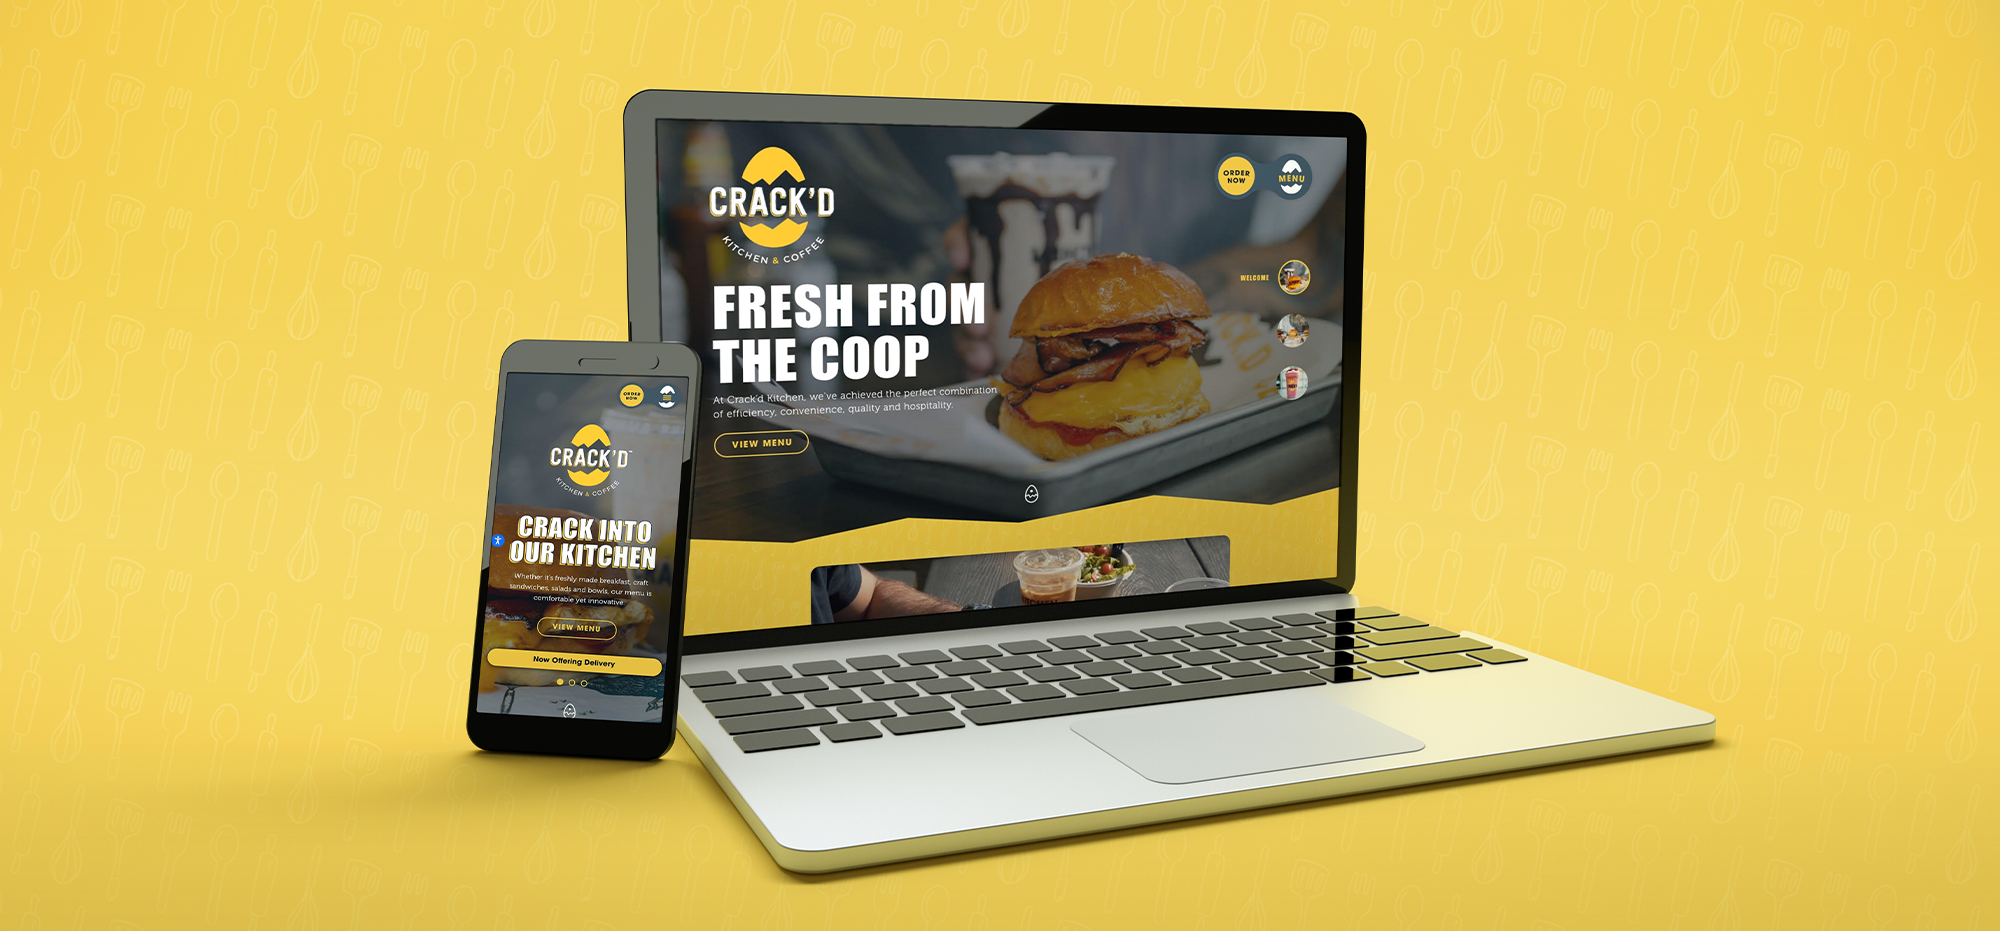 CRACK'D
KITCHEN & COFFEE
ORDER
NOW
MENU
WELCOME
FRESH FROM
THE COOP
At Crack'd Kitchen, we've achieved the perfect combination
of efficiency, convenience, quality and hospitality.
VIEW MENU
ORDER
NOW
CRACK'D
KITCHEN & COFFEE
CRACK INTO
OUR KITCHEN
Whether it's freshly made breakfast, craft
sandwiches, salads and bowls, our menu is
comfortable yet innovative
VIEW MENU
Now Offering Delivery